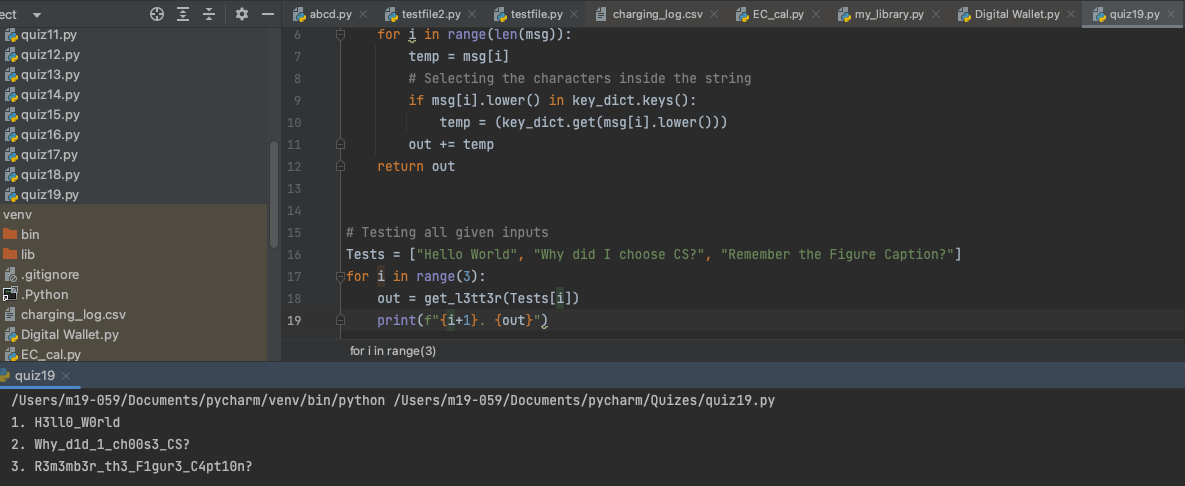 ect
abcd.py
testfile2.py
testfile.py
charging_log.csv
EC_cal.py
my_library.py
Digital Wallet.py
quiz19.py
quiz11.py
quiz12.py
quiz13.py
quiz14.py
quiz15.py
quiz16.py
quiz17.py
quiz18.py
quiz19.py
venv
bin
lib
.gitignore
.Python
charging_log.csv
Digital Wallet.py
EC_cal.py
6 for i in range(len(msg)):
7 temp = msg[i]
8 # Selecting the characters inside the string
9 if msg[i].lower() in key_dict.keys():
10 temp = (key_dict.get(msg[i].lower()))
11 out += temp
12 return out
13
14
15 # Testing all given inputs
16 Tests = ["Hello World", "Why did I choose CS?", "Remember the Figure Caption?"]
17 for i in range(3):
18 out = get_l3tt3r(Tests[i])
19 print(f"{i+1}. {out}")
for i in range(3)
quiz19
/Users/m19-059/Documents/pycharm/venv/bin/python /Users/m19-059/Documents/pycharm/Quizes/quiz19.py
1. H3ll0_W0rld
2. Why_d1d_1_ch00s3_CS?
3. R3m3mb3r_th3_F1gur3_C4pt10n?